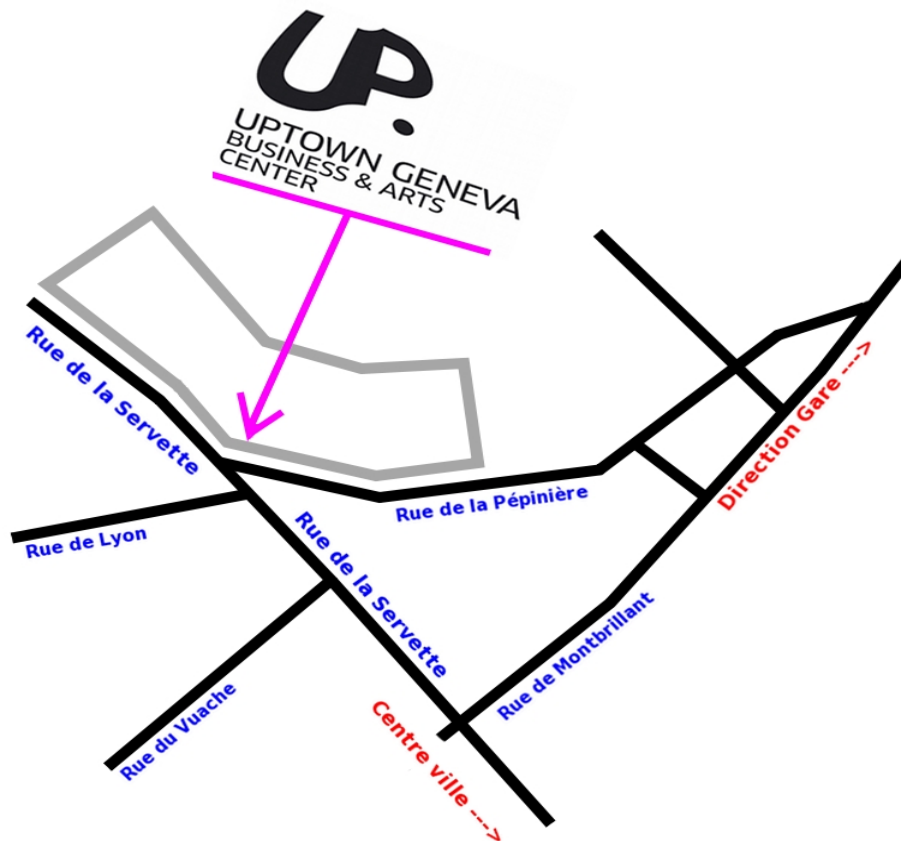 UP.
UPTOWN GENEVA
BUSINESS & ARTS
CENTER
Rue de la Servette
Direction Gare --->
Rue de la Pépinière
Rue de Lyon
Rue de la Servette
Rue de Montbrillant
Rue du Vuache
Centre ville --->